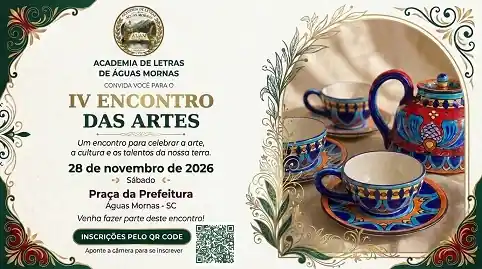 ACADEMIA DE LETRAS
DE ÁGUAS MORNAS
CONVIDA VOCÊ PARA O
IV ENCONTRO
DAS ARTES
Um encontro para celebrar a arte,
a cultura e as talentos da nossa terra.
28 de novembro de 2026
Sábado
Praça da Prefeitura
Águas Mornas - SC
Venha fazer parte deste encontro!
INSCRIÇÕES PELO QR CODE
Aponte a câmera para se inscrever